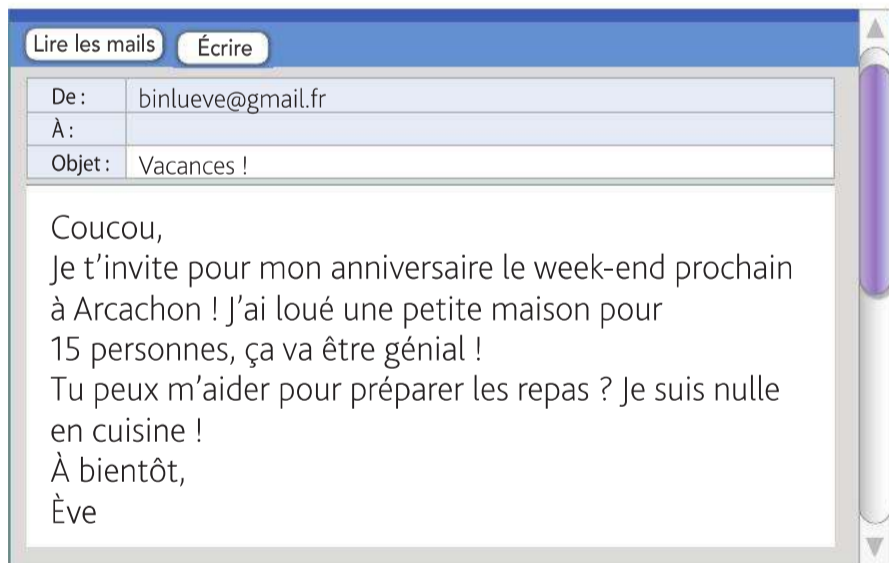 Lire les mails Écrire
De : binlueve@gmail.fr
À :
Objet : Vacances !
Coucou,
Je t'invite pour mon anniversaire le week-end prochain
à Arcachon ! J'ai loué une petite maison pour
15 personnes, ça va être génial !
Tu peux m'aider pour préparer les repas ? Je suis nulle
en cuisine !
À bientôt,
Ève